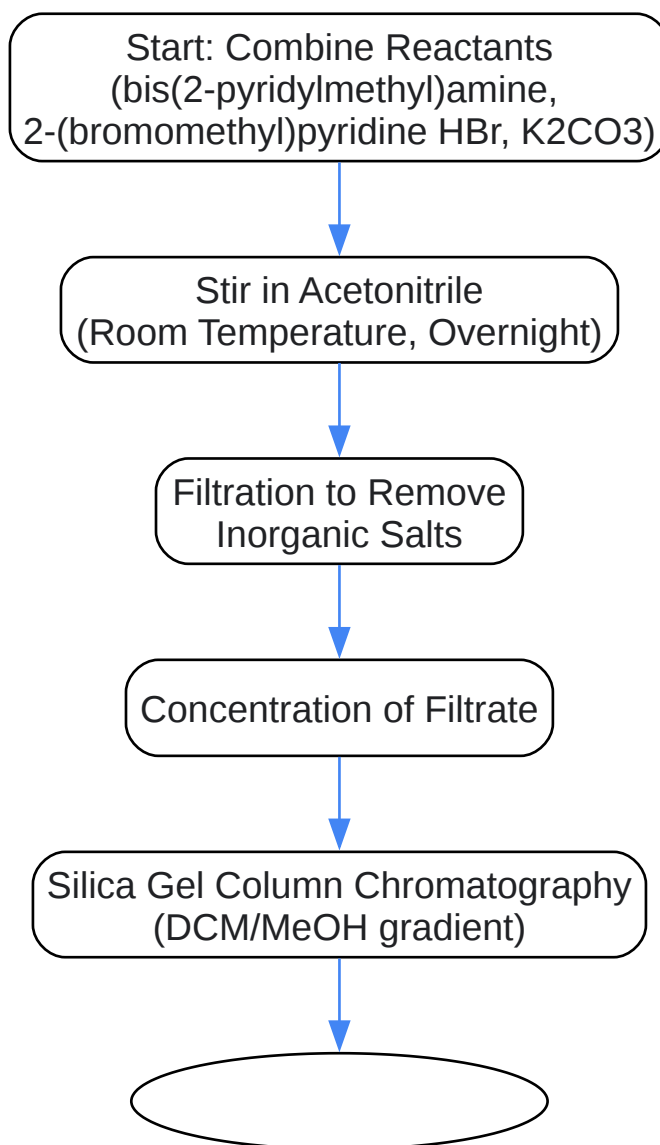 Start: Combine Reactants
(bis(2-pyridylmethyl)amine,
2-(bromomethyl)pyridine HBr, K2CO3)
Stir in Acetonitrile
(Room Temperature, Overnight)
Filtration to Remove
Inorganic Salts
Concentration of Filtrate
Silica Gel Column Chromatography
(DCM/MeOH gradient)